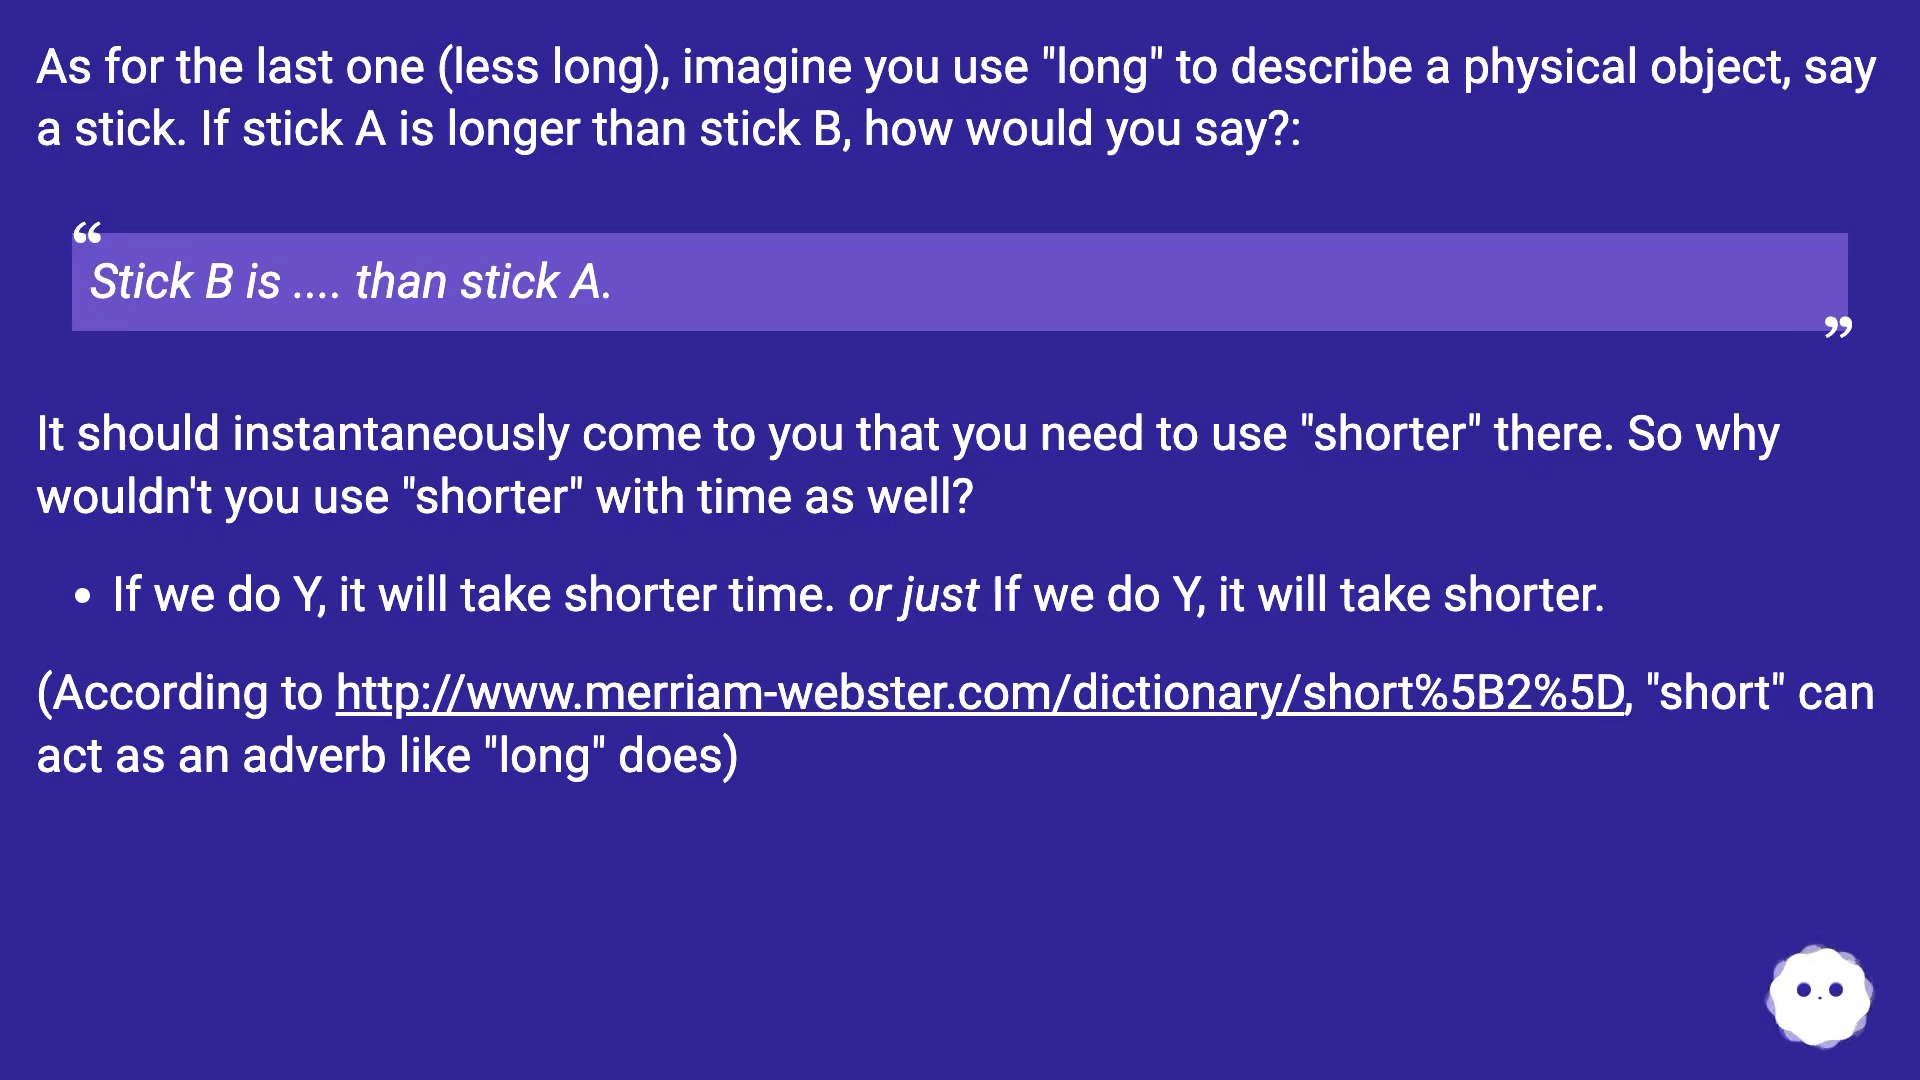 As for the last one (less long), imagine you use "long" to describe a physical object, say
a stick. If stick A is longer than stick B, how would you say?:
“
Stick B is .... than stick A.
”
It should instantaneously come to you that you need to use "shorter" there. So why
wouldn't you use "shorter" with time as well?
• If we do Y, it will take shorter time. or just If we do Y, it will take shorter.
(According to http://www.merriam-webster.com/dictionary/short%5B2%5D, "short" can
act as an adverb like "long" does)